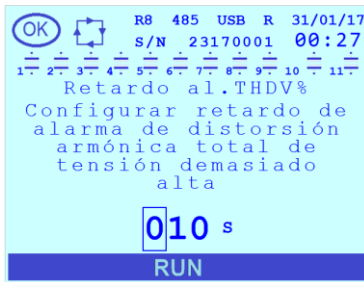 OK R8 485 USB R 31/01/17
S/N 23170001 00:27
1 2 3 4 5 6 7 8 9 10 11
Retardo al.THDV%
Configurar retardo de
alarma de distorsión
armónica total de
tensión demasiado
alta
010 s
RUN